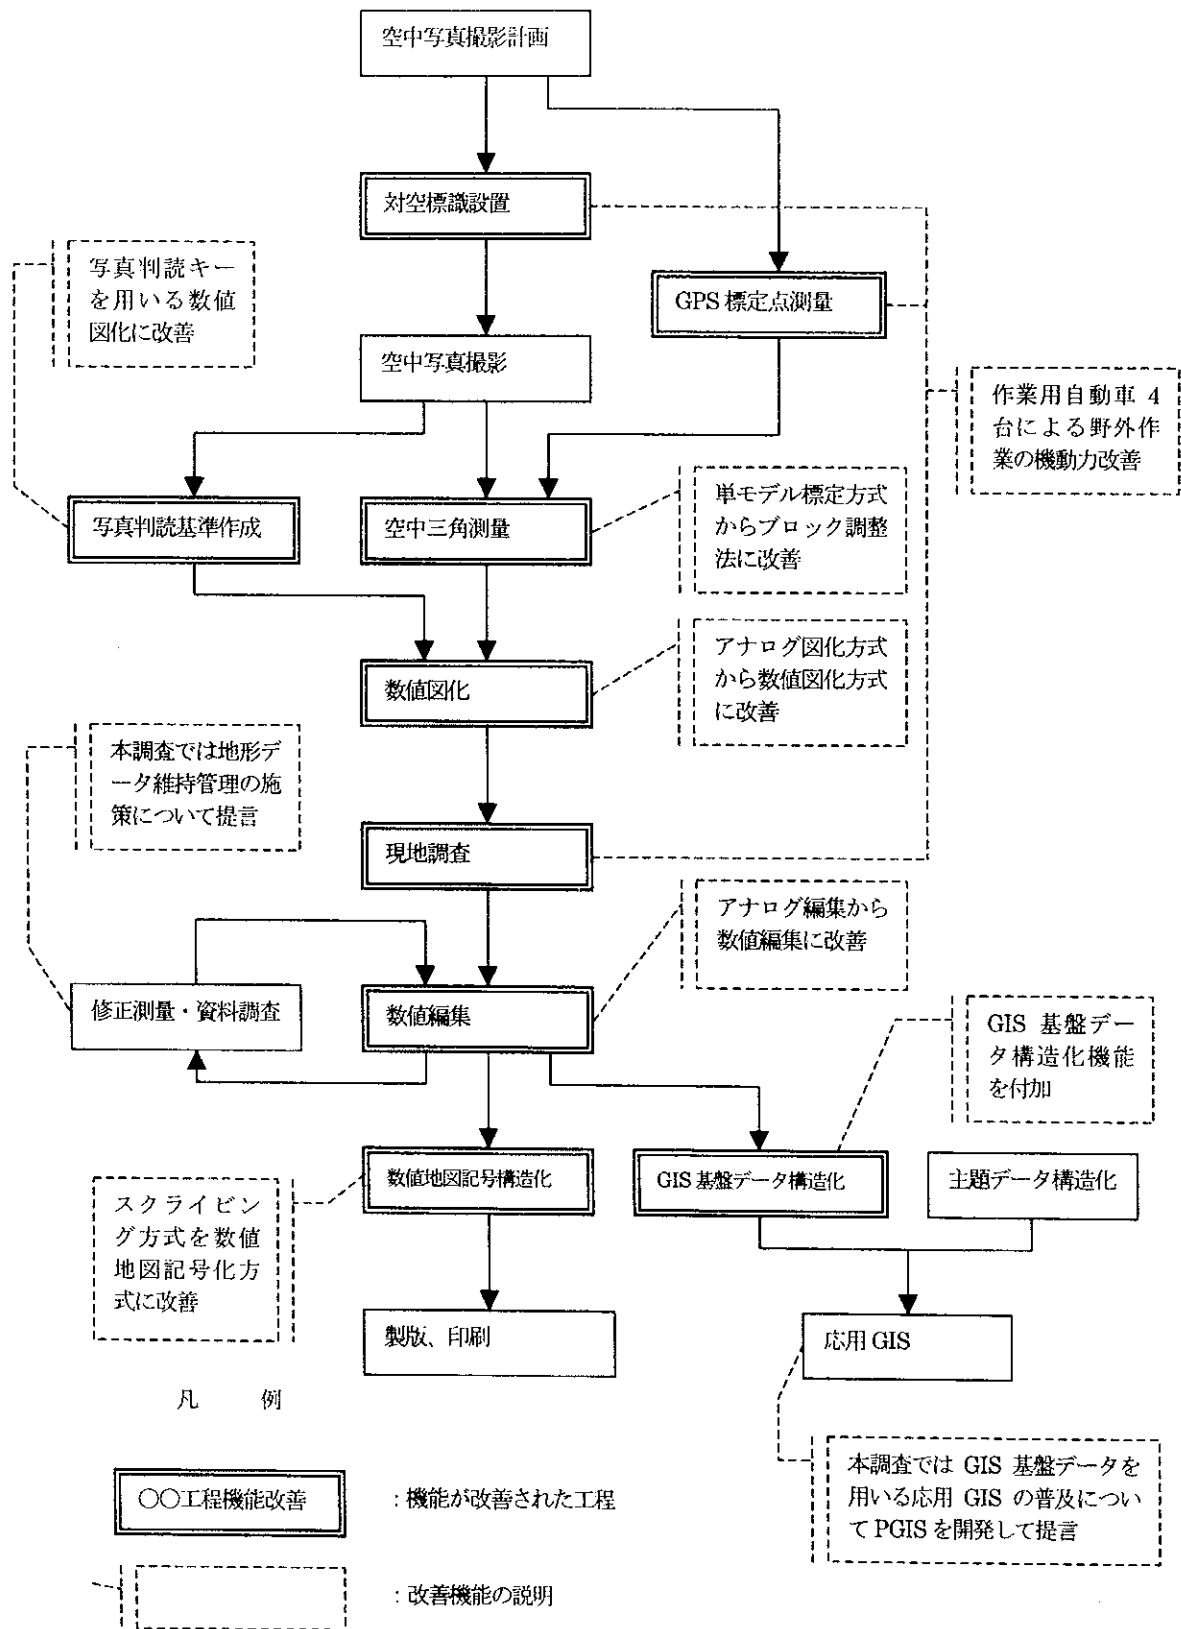 空中写真撮影計画
対空標識設置
写真判読キー
を用いる数値
図化に改善
GPS 標定点測量
空中写真撮影
作業用自動車 4
台による野外作
業の機動力改善
単モデル標定方式
からブロック調整
法に改善
写真判読基準作成
空中三角測量
アナログ図化方式
から数値図化方式
に改善
数値図化
本調査では地形デ
ータ維持管理の施
策について提言
現地調査
アナログ編集から
数値編集に改善
修正測量・資料調査
数値編集
GIS 基盤デー
タ構造化機能
を付加
数値地図記号構造化
GIS 基盤データ構造化
主題データ構造化
スクライビン
グ方式を数値
地図記号化方
式に改善
製版、印刷
応用 GIS
凡 例
本調査では GIS 基盤データを
用いる応用 GIS の普及につい
て PGIS を開発して提言
○○工程機能改善
：機能が改善された工程
：改善機能の説明